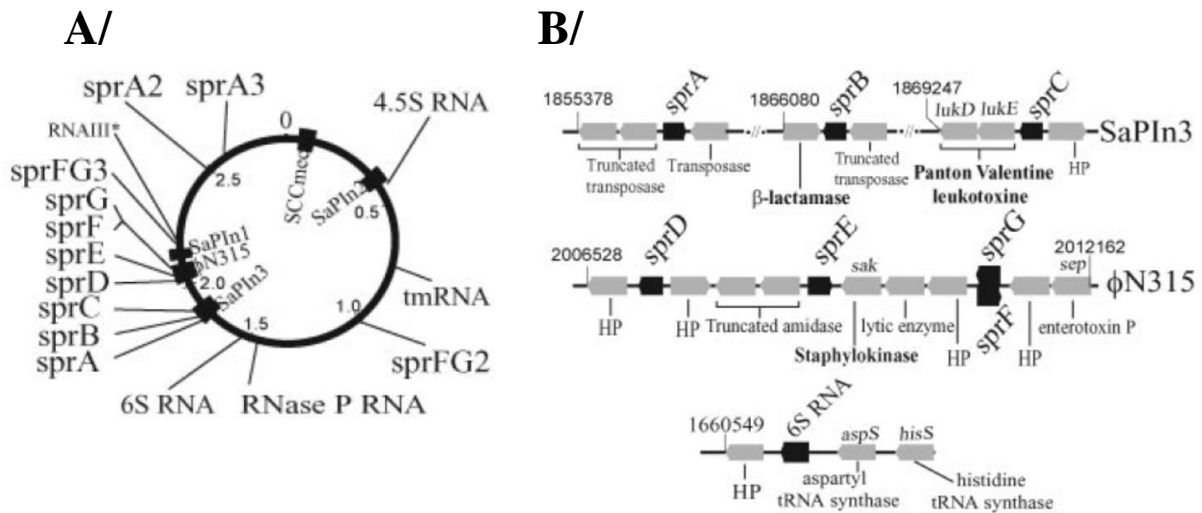 A/
B/
sprA2
sprA3
0
4.5S RNA
RNAIII*
SCCmec
SaPIn2
sprFG3
2.5
0.5
sprG
sprF
SaPIn1
sprE
ϕN315
sprD
2.0
SaPIn3
tmRNA
sprC
1.0
sprB
1.5
sprA
sprFG2
6S RNA
RNase P RNA
1855378
sprA
1866080
sprB
1869247
lukD
lukE
sprC
SaPIn3
Truncated
transposase
Transposase
β-lactamase
Truncated
transposase
Panton Valentine
leukotoxine
HP
2006528
sprD
sprE
sak
sprG
2012162
sep
ϕN315
HP
HP
Truncated amidase
Staphylokinase
lytic enzyme
HP
sprF
HP
enterotoxin P
1660549
6S RNA
aspS
hisS
HP
aspartyl
tRNA synthase
histidine
tRNA synthase